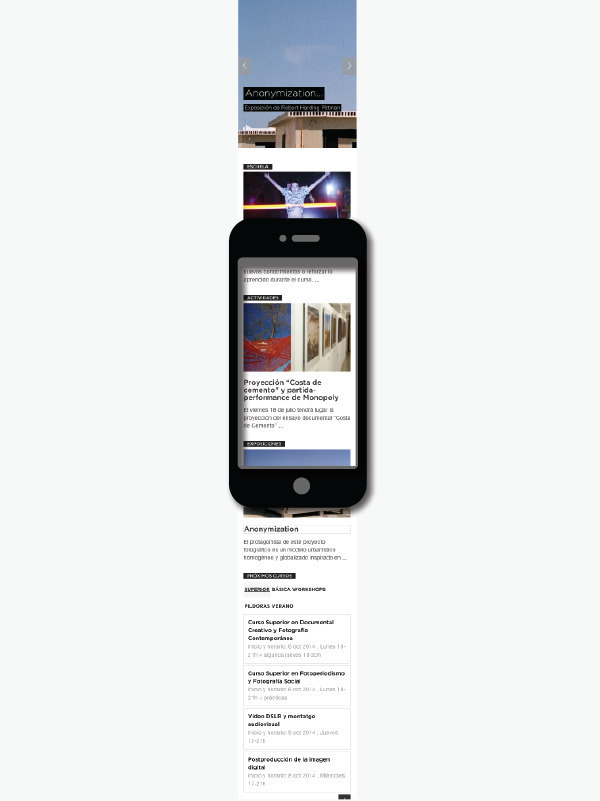 Anonymization...
Exposición de Robert Harding Pittman
ESCUELA
nuevos conocimientos o reforzar lo
aprendido durante el curso. ...
ACTIVIDADES
Proyección "Costa de
cemento" y partida-
performance de Monopoly
El viernes 18 de julio tendrá lugar la
proyección del ensayo documental "Costa
de Cemento" ...
EXPOSICIONES
Anonymization
El protagonista de este proyecto
fotográfico es un modelo urbanístico
homogéneo y globalizado inspirado en ...
PRÓXIMOS CURSOS
SUPERIOR BÁSICA WORKSHOPS
PILDORAS VERANO
Curso Superior en Documental
Creativo y Fotografía
Contemporánea
Inicio y horario: 6 oct 2014 , Lunes 18-
21h + algunos jueves 18-20h
Curso Superior en Fotoperiodismo
y Fotografía Social
Inicio y horario: 6 oct 2014 , Lunes 18-
21h + prácticas
Vídeo DSLR y montaje
audiovisual
Inicio y horario: 9 oct 2014 , Jueves
17-21h
Postproducción de la imagen
digital
Inicio y horario: 8 oct 2014 , Miércoles
17-21h